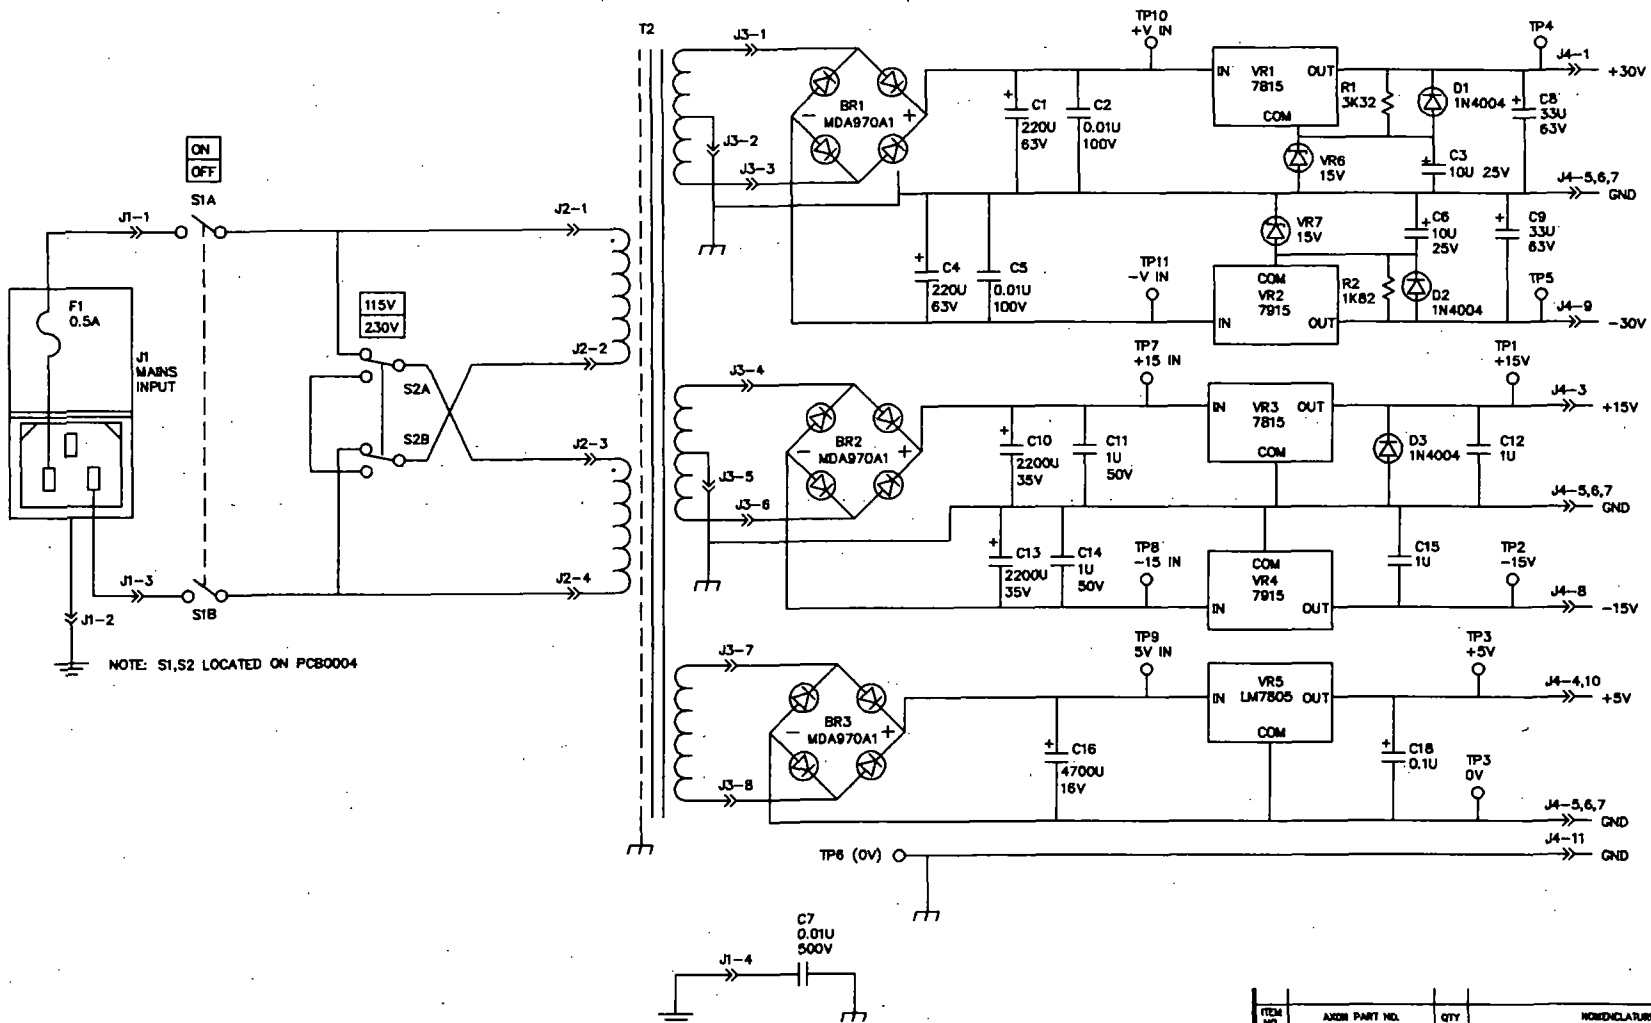 T2
J3-1
J3-2
J3-3
BR1
MDA970A1
- +
TP10
+V IN
+
C1
220U
63V
C2
0.01U
100V
IN VR1 OUT
7815
COM
R1
3K32
D1
1N4004
VR6
15V
+
C3
10U 25V
TP4
+
C8
33U
63V
J4-1
+30V
J4-5,6,7
GND
+
C4
220U
63V
C5
0.01U
100V
TP11
-V IN
VR7
15V
COM
VR2
7915
IN OUT
R2
1K82
+
C6
10U
25V
D2
1N4004
+
C9
33U
63V
TP5
J4-9
-30V
ON
OFF
S1A
J1-1
F1
0.5A
J1
MAINS
INPUT
115V
230V
S2A
S2B
J2-1
J2-2
J2-3
J2-4
J1-3
S1B
J1-2
NOTE: S1,S2 LOCATED ON PCB0004
J3-4
J3-5
J3-6
BR2
MDA970A1
- +
TP7
+15 IN
+
C10
2200U
35V
C11
1U
50V
IN VR3 OUT
7815
COM
D3
1N4004
C12
1U
TP1
+15V
J4-3
+15V
J4-5,6,7
GND
+
C13
2200U
35V
C14
1U
50V
TP8
-15 IN
COM
VR4
7915
IN OUT
C15
1U
TP2
-15V
J4-8
-15V
J3-7
J3-8
BR3
MDA970A1
- +
TP9
5V IN
+
C16
4700U
16V
VR5
IN LM7805 OUT
COM
+
C18
0.1U
TP3
+5V
TP3
0V
J4-4,10
+5V
J4-5,6,7
GND
TP6 (0V)
J4-11
GND
J1-4
C7
0.01U
500V
ITEM NO.
AXON PART NO.
QTY
NOMENCLATURE